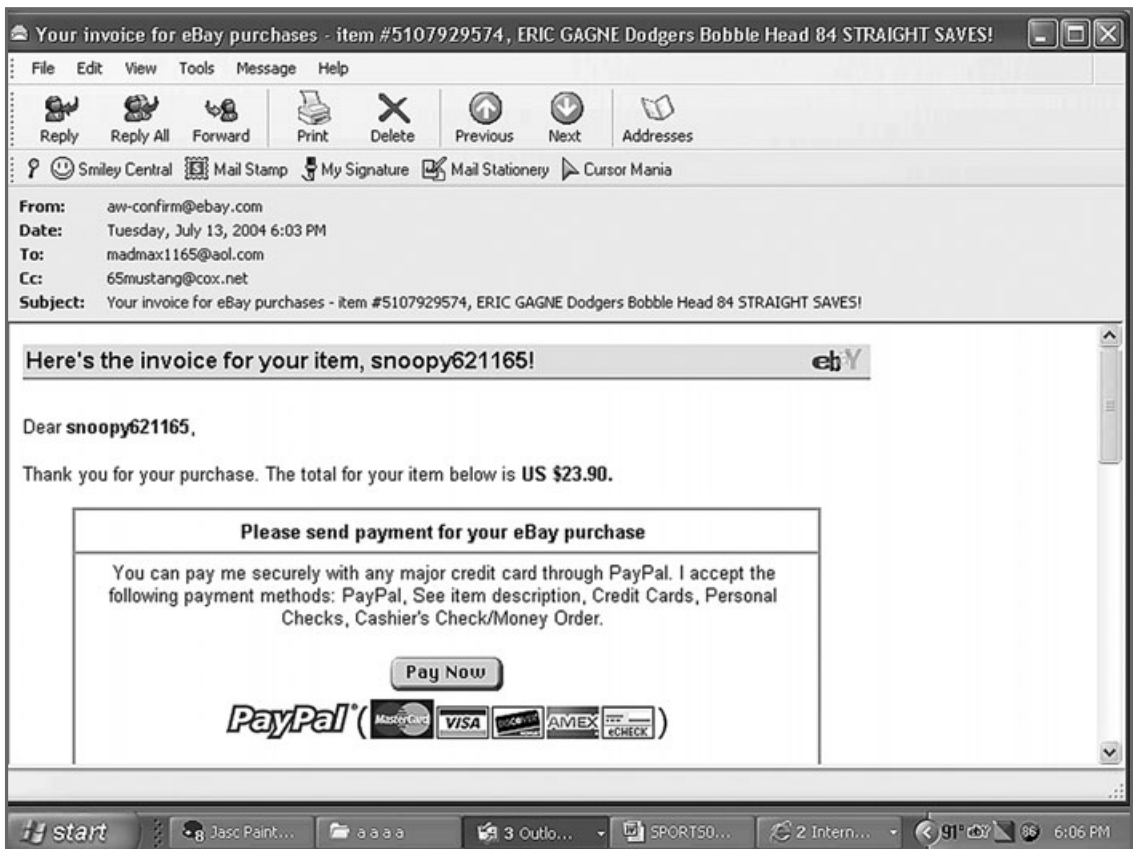 Your invoice for eBay purchases - item #5107929574, ERIC GAGNE Dodgers Bobble Head 84 STRAIGHT SAVES!
File Edit View Tools Message Help
Reply Reply All Forward Print Delete Previous Next Addresses
Smiley Central Mail Stamp My Signature Mail Stationery Cursor Mania
From: aw-confirm@ebay.com
Date: Tuesday, July 13, 2004 6:03 PM
To: madmax1165@aol.com
Cc: 65mustang@cox.net
Subject: Your invoice for eBay purchases - item #5107929574, ERIC GAGNE Dodgers Bobble Head 84 STRAIGHT SAVES!
Here's the invoice for your item, snoopy621165! ebY
Dear snoopy621165,
Thank you for your purchase. The total for your item below is US $23.90.
Please send payment for your eBay purchase
You can pay me securely with any major credit card through PayPal. I accept the
following payment methods: PayPal, See item description, Credit Cards, Personal
Checks, Cashier's Check/Money Order.
Pay Now
PayPal (MasterCard VISA DISCOVER AMEX eCHECK)
start 8 Jasc Paint... a a a a 3 Outlo... SPORTS0... 2 Intern... 91° 86 6:06 PM